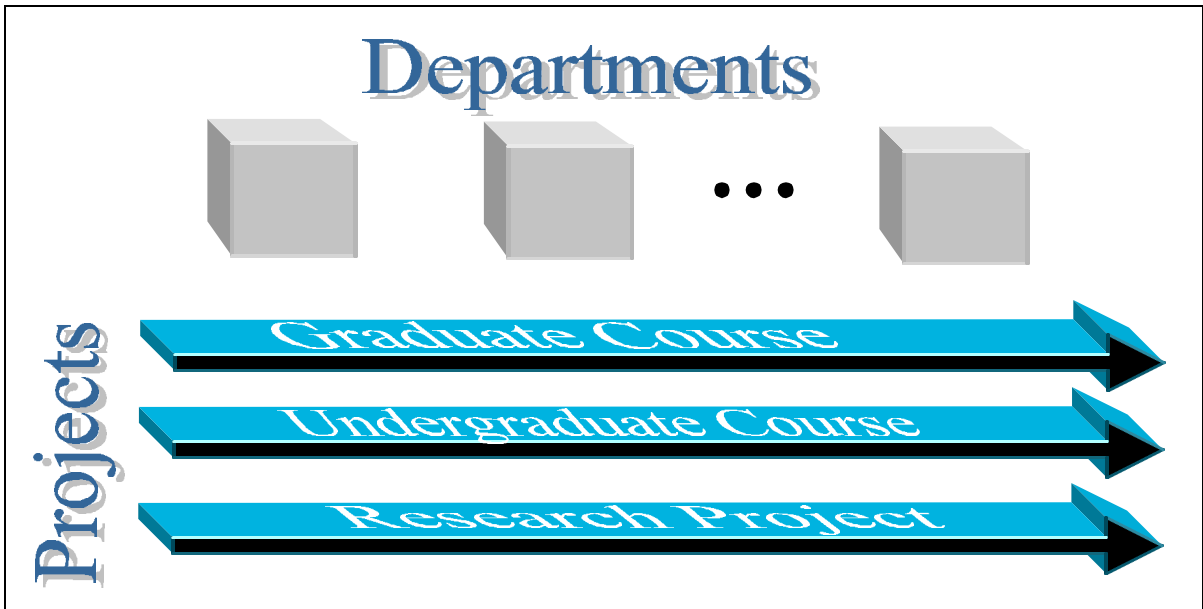 Departments
Projects
Graduate Course
Undergraduate Course
Research Project